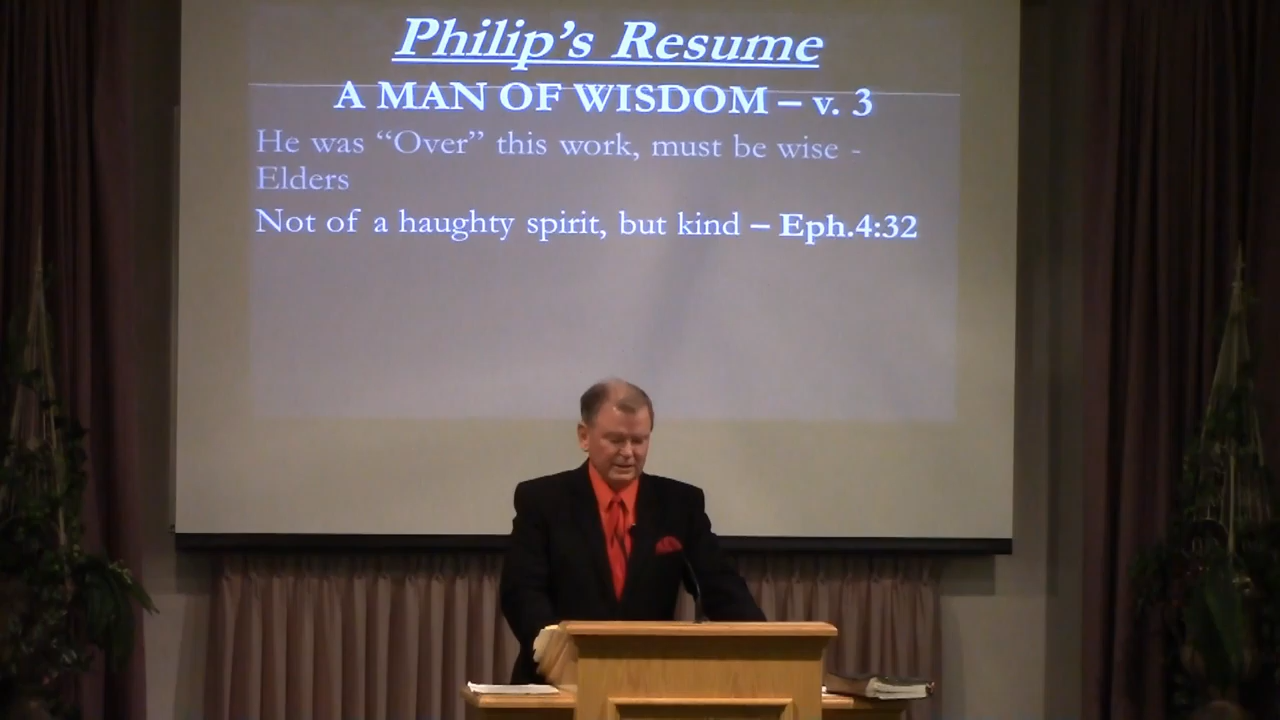 Philip's Resume
A MAN OF WISDOM – v. 3
He was “Over” this work, must be wise -
Elders
Not of a haughty spirit, but kind – Eph.4:32